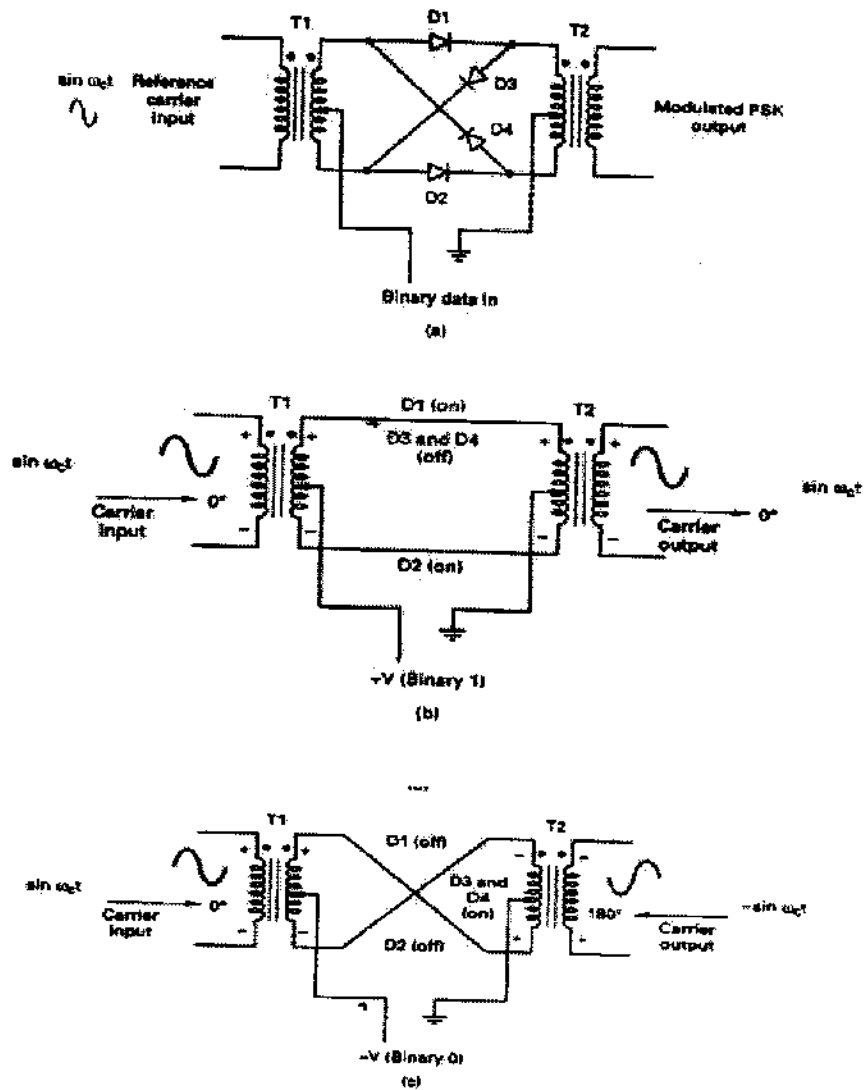 T1
D1
T2
sin ωct
Reference
carrier
input
D3
D4
D2
Modulated PSK
output
Binary data in
(a)
T1
D1 (on)
T2
D3 and D4
(off)
sin ωct
Carrier
input
0°
+
+
+
+
−
−
−
−
Carrier
output
0°
sin ωct
D2 (on)
+V (Binary 1)
(b)
T1
D1 (off)
T2
sin ωct
Carrier
input
0°
+
+
−
−
D3 and
D4
(on)
−
−
+
+
180°
Carrier
output
−sin ωct
D2 (off)
−V (Binary 0)
(c)